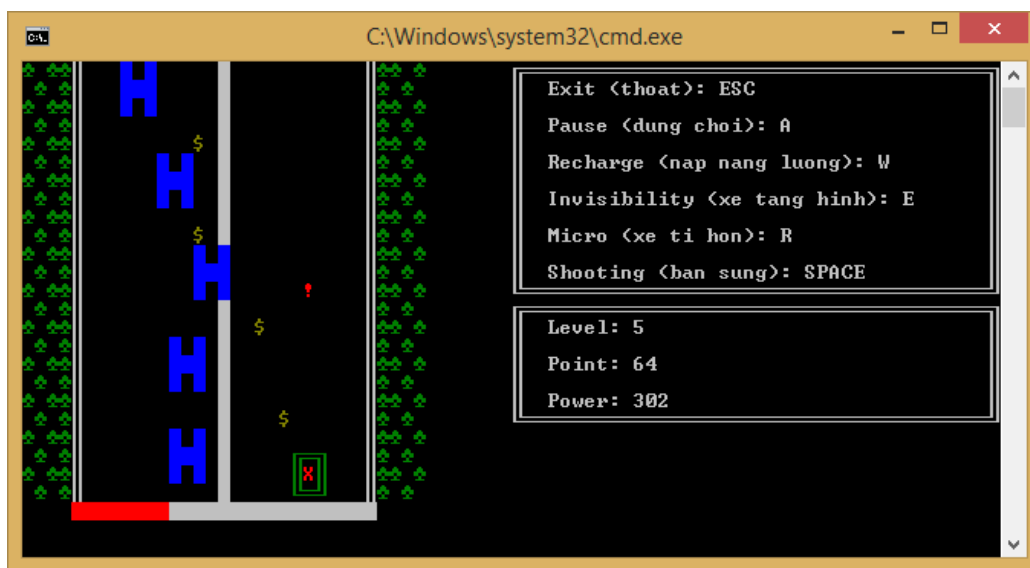 C:\Windows\system32\cmd.exe
Exit (thoat): ESC
Pause (dung choi): A
Recharge (nap nang luong): W
Invisibility (xe tang hinh): E
Micro (xe ti hon): R
Shooting (ban sung): SPACE
Level: 5
Point: 64
Power: 302
$
$
$
$
X